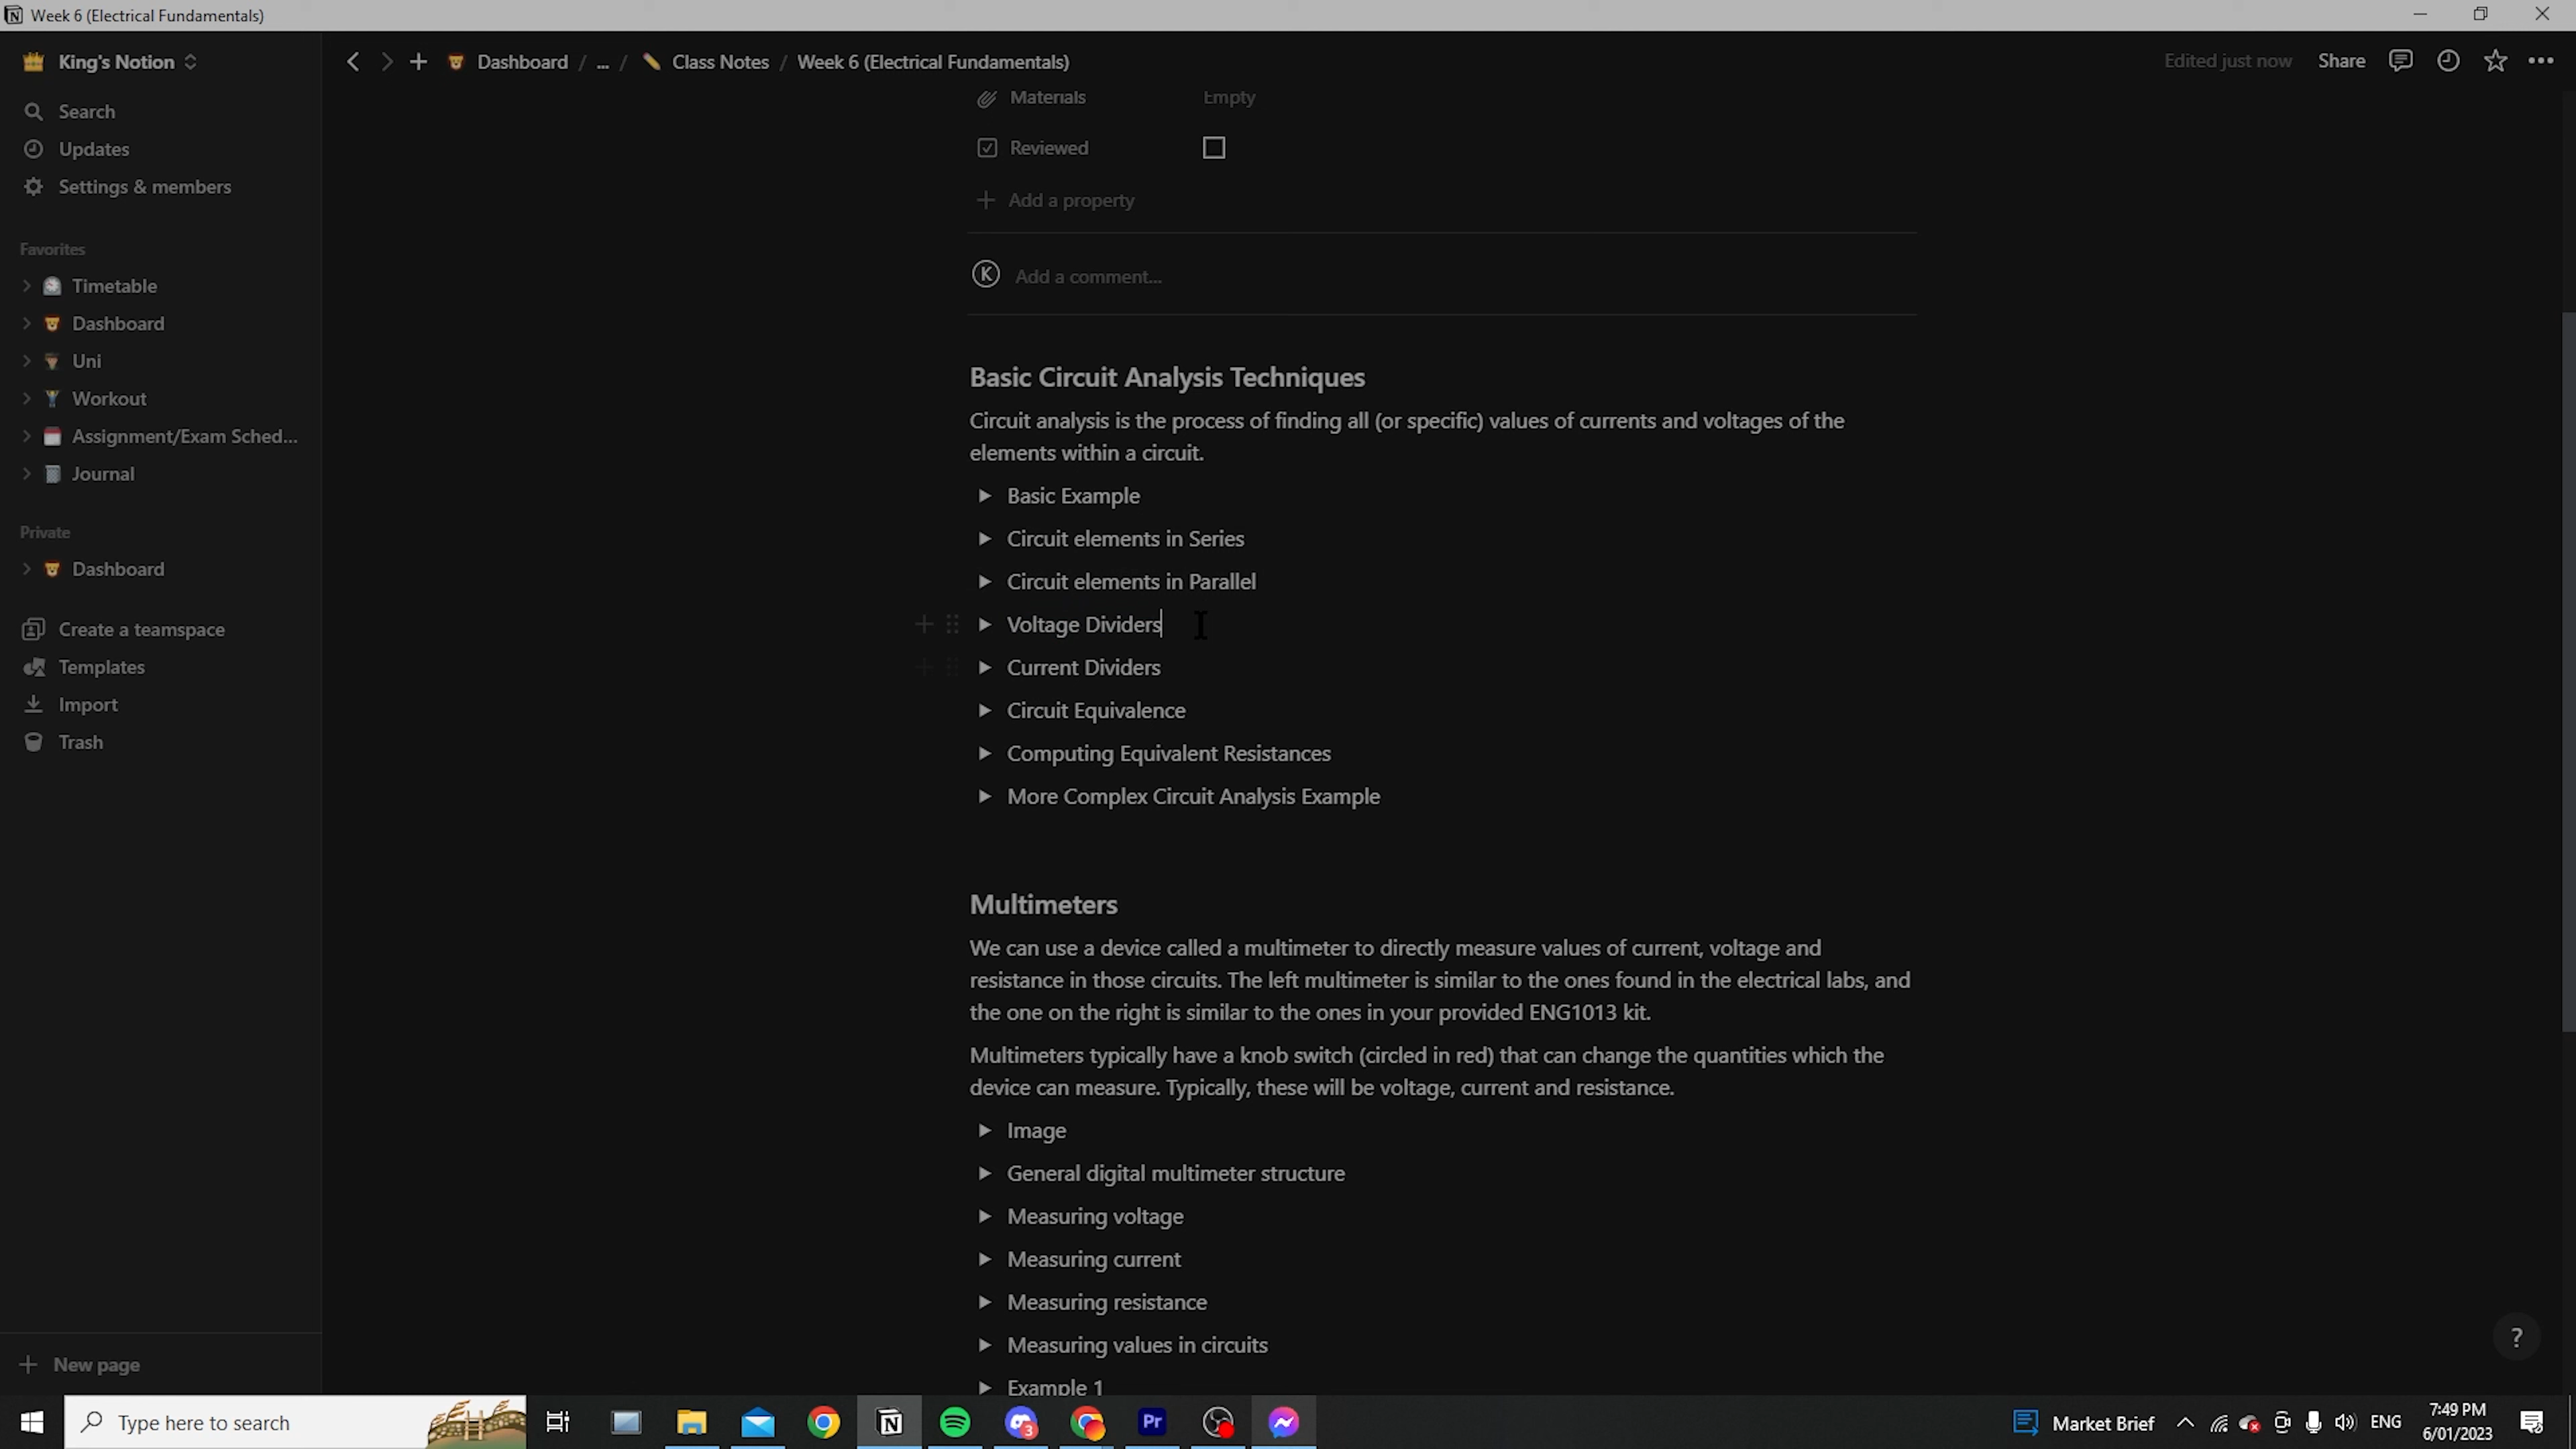 Week 6 (Electrical Fundamentals)
King's Notion
Dashboard / ... / Class Notes / Week 6 (Electrical Fundamentals)
Edited just now
Share
Search
Updates
Settings & members
Favorites
Timetable
Dashboard
Uni
Workout
Assignment/Exam Sched...
Journal
Private
Dashboard
Create a teamspace
Templates
Import
Trash
New page
Materials Empty
Reviewed
Add a property
K Add a comment...
Basic Circuit Analysis Techniques
Circuit analysis is the process of finding all (or specific) values of currents and voltages of the
elements within a circuit.
Basic Example
Circuit elements in Series
Circuit elements in Parallel
Voltage Dividers
Current Dividers
Circuit Equivalence
Computing Equivalent Resistances
More Complex Circuit Analysis Example
Multimeters
We can use a device called a multimeter to directly measure values of current, voltage and
resistance in those circuits. The left multimeter is similar to the ones found in the electrical labs, and
the one on the right is similar to the ones in your provided ENG1013 kit.
Multimeters typically have a knob switch (circled in red) that can change the quantities which the
device can measure. Typically, these will be voltage, current and resistance.
Image
General digital multimeter structure
Measuring voltage
Measuring current
Measuring resistance
Measuring values in circuits
Example 1
?
Type here to search
3
Pr
Market Brief
ENG
7:49 PM
6/01/2023